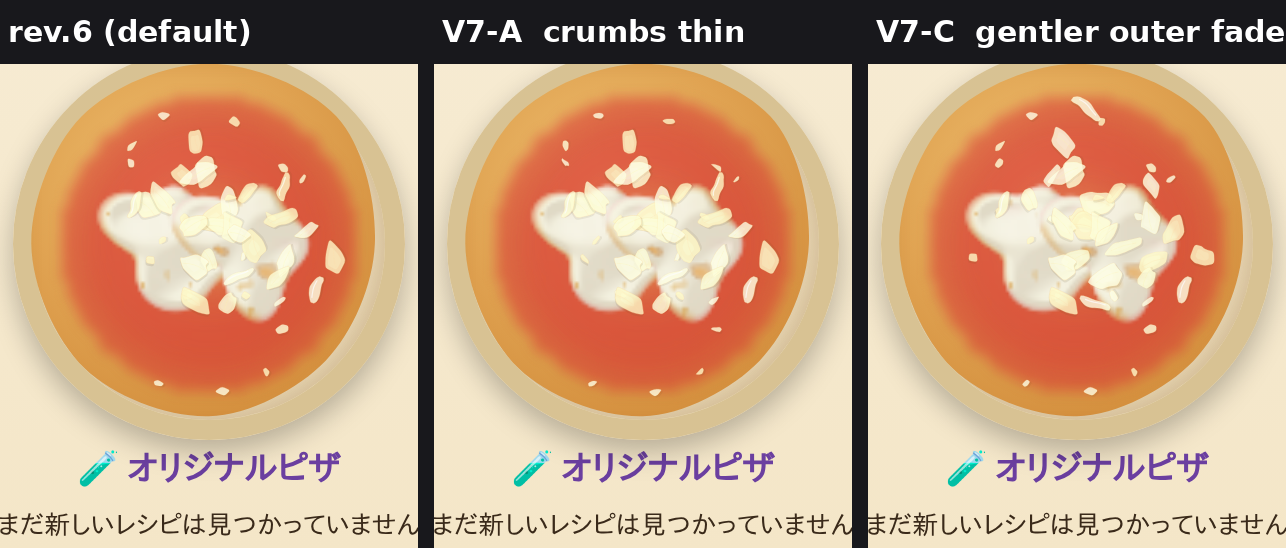 rev.6 (default)
V7-A crumbs thin
V7-C gentler outer fade
オリジナルピザ
オリジナルピザ
オリジナルピザ
まだ新しいレシピは見つかっていません
まだ新しいレシピは見つかっていません
まだ新しいレシピは見つかっていません